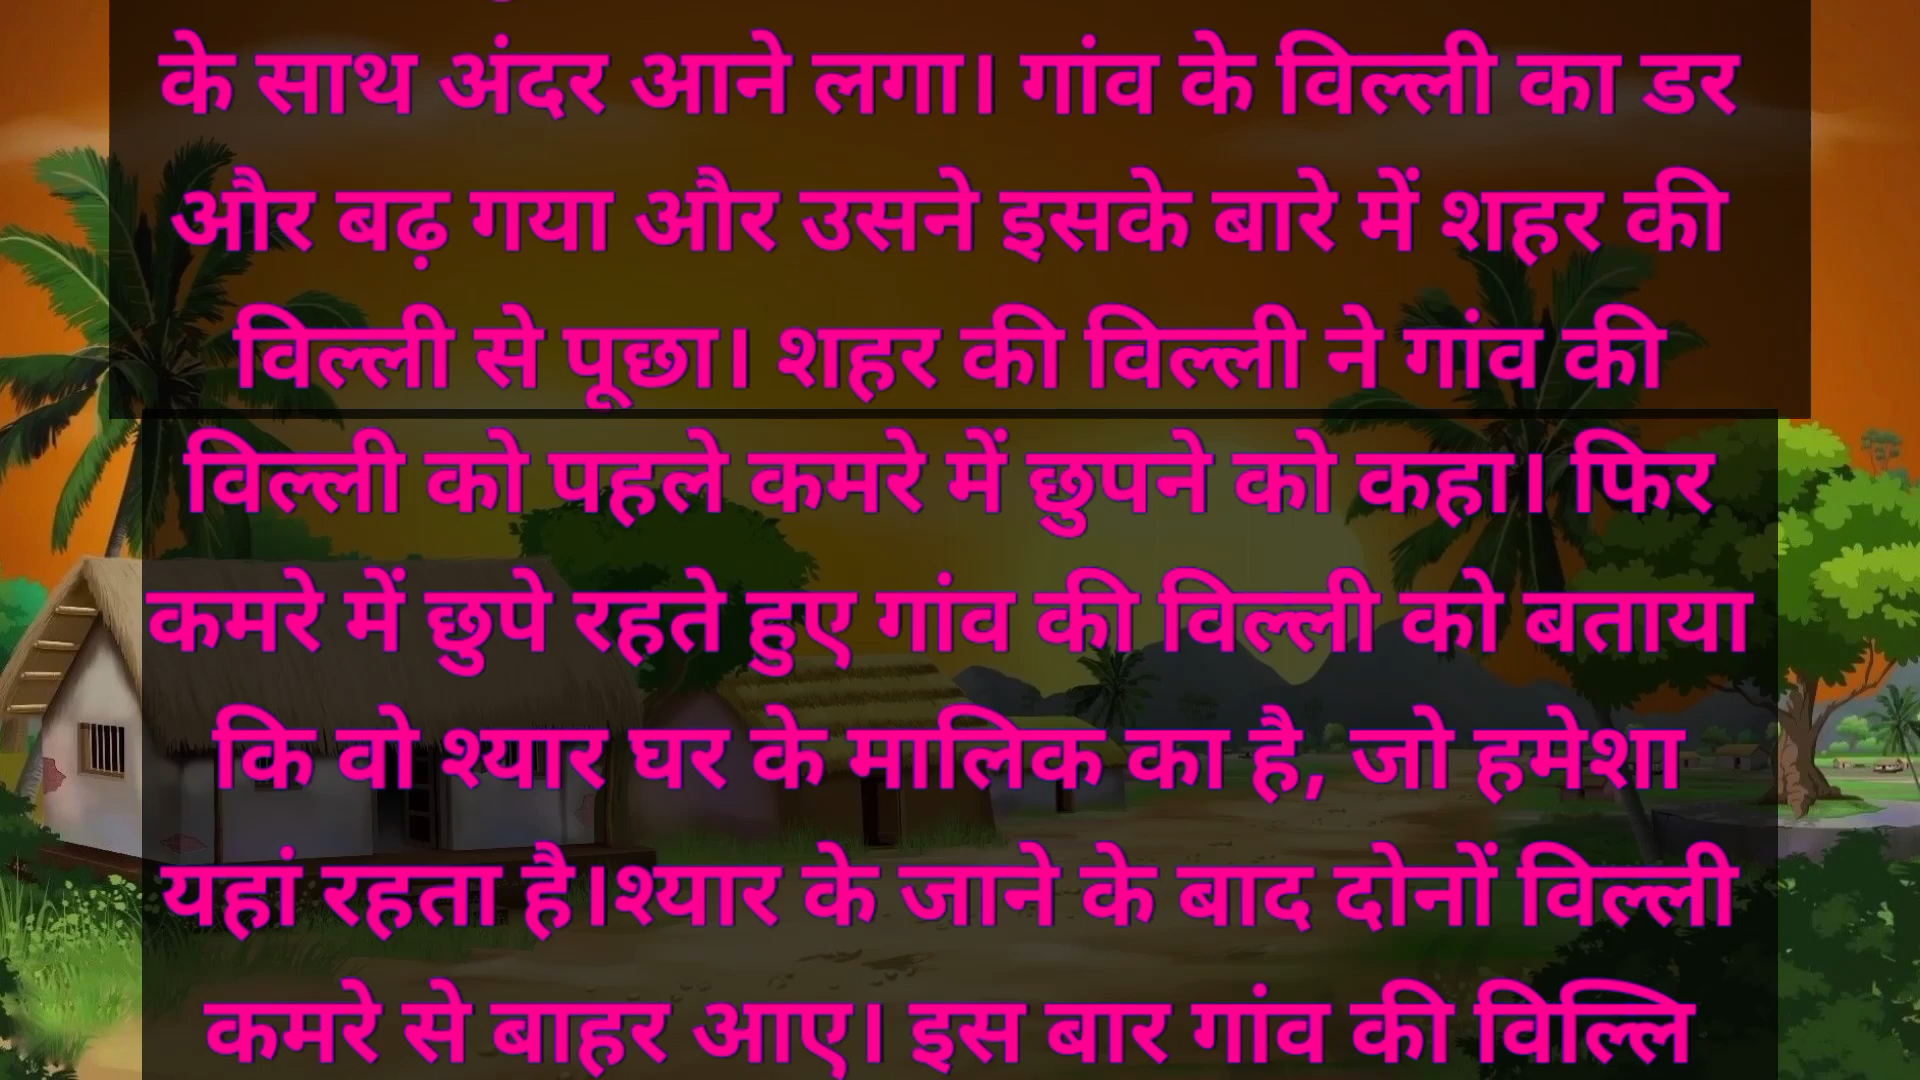 के साथ अंदर आने लगा। गांव के विल्ली का डर
और बढ़ गया और उसने इसके बारे में शहर की
विल्ली से पूछा। शहर की विल्ली ने गांव की
विल्ली को पहले कमरे में छुपने को कहा। फिर
कमरे में छुपे रहते हुए गांव की विल्ली को बताया
कि वो श्यार घर के मालिक का है, जो हमेशा
यहां रहता है।श्यार के जाने के बाद दोनों विल्ली
कमरे से बाहर आए। इस बार गांव की विल्लि